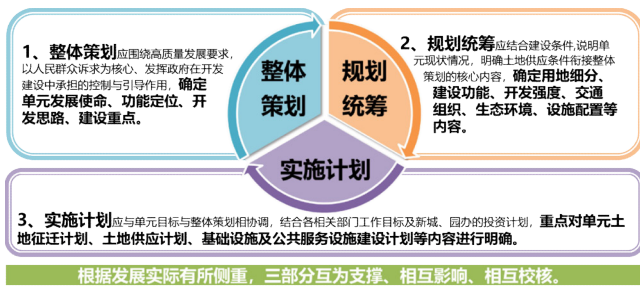 1、整体策划应围绕高质量发展要求,
以人民群众诉求为核心、发挥政府在开发
建设中承担的控制与引导作用，确定
单元发展使命、功能定位、开
发思路、建设重点。
整体
策划
规划
统筹
2、规划统筹应结合建设条件,说明单
元现状情况，明确土地供应条件衔接整体
策划的核心内容，确定用地细分、
建设功能、开发强度、交通
组织、生态环境、设施配置等
内容。
实施计划
3、实施计划应与单元目标与整体策划相协调，结合各相关部门工作目标及新城、园办的投资计划，重点对单元土
地征迁计划、土地供应计划、基础设施及公共服务设施建设计划等内容进行明确。
根据发展实际有所侧重，三部分互为支撑、相互影响、相互校核。